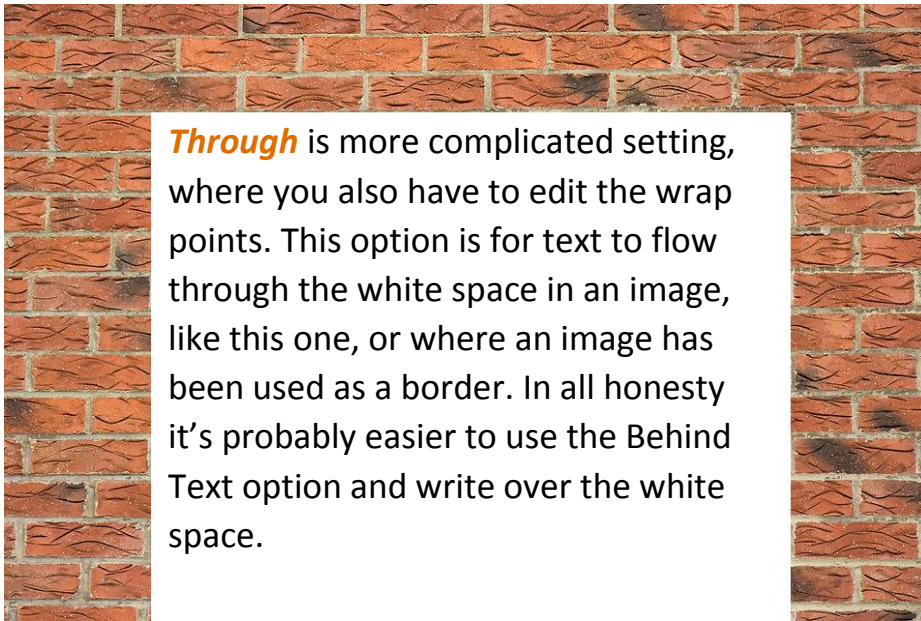 Through is more complicated setting,
where you also have to edit the wrap
points. This option is for text to flow
through the white space in an image,
like this one, or where an image has
been used as a border. In all honesty
it’s probably easier to use the Behind
Text option and write over the white
space.